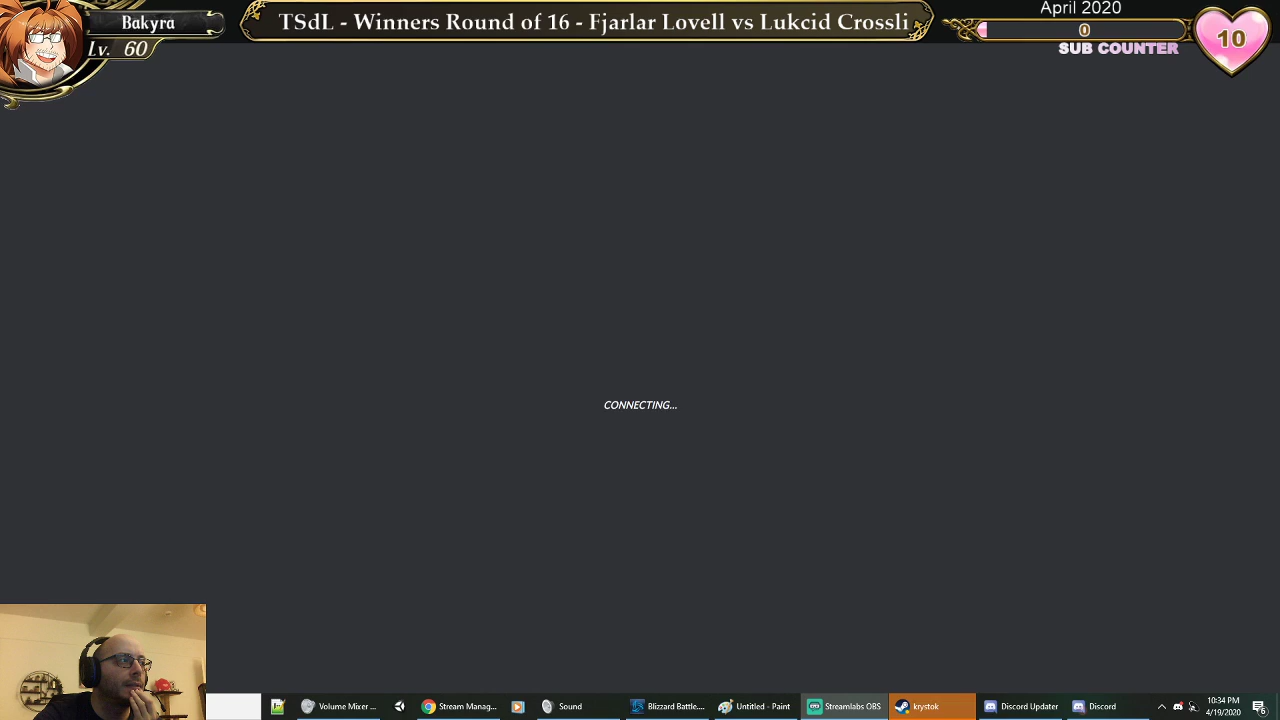 Bakyra
Lv. 60
TSdL - Winners Round of 16 - Fjarlar Lovell vs Lukcid Crossli
April 2020
0
SUB COUNTER
10
CONNECTING...
Volume Mixer ...
Stream Manag...
Sound
Blizzard Battle....
Untitled - Paint
Streamlabs OBS
krystok
Discord Updater
Discord
10:34 PM
4/19/2020
6